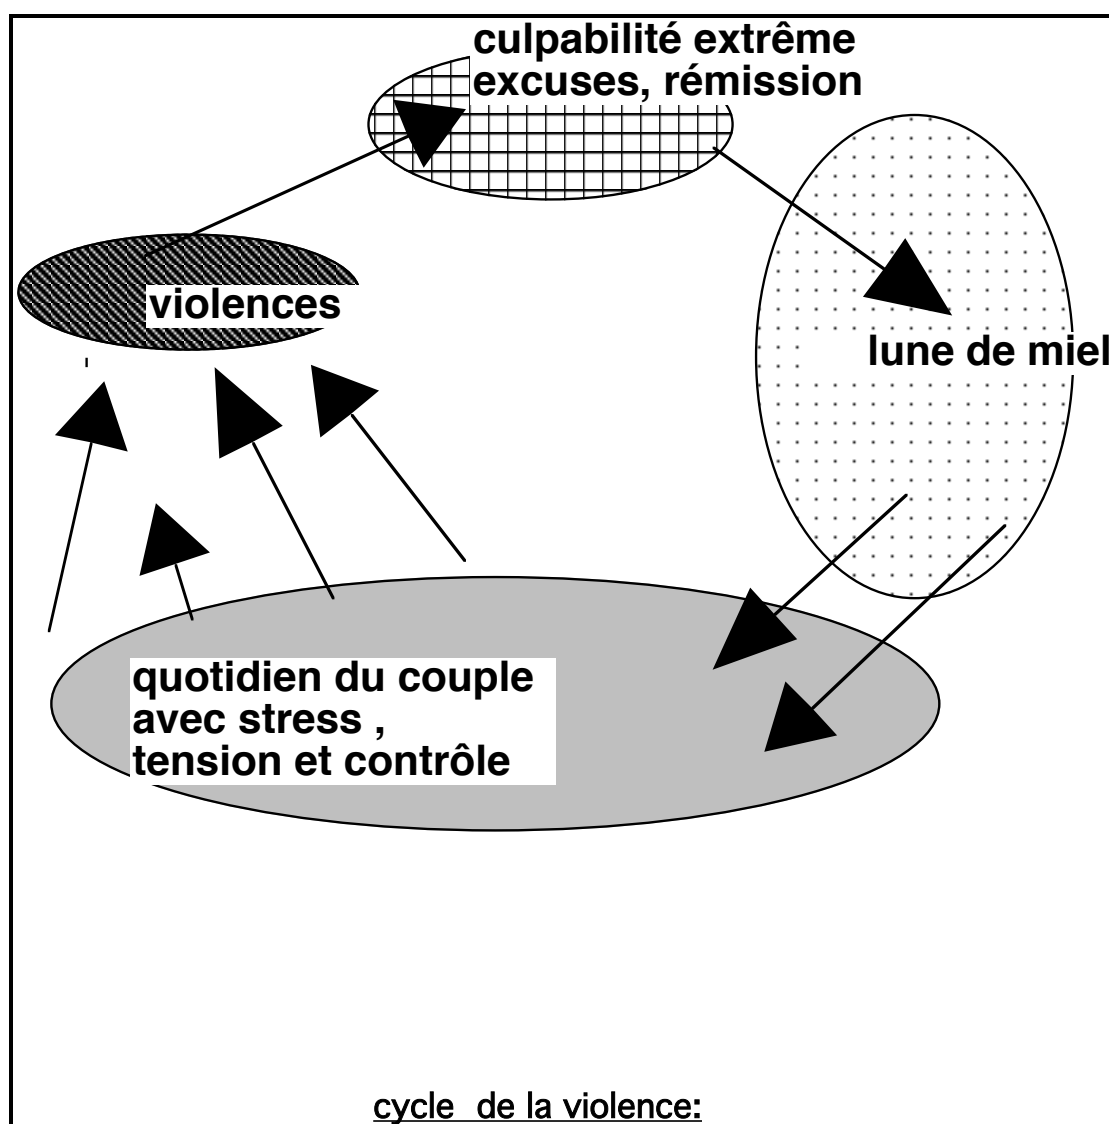 culpabilité extrême
excuses, rémission
violences
lune de miel
quotidien du couple
avec stress ,
tension et contrôle
cycle  de la violence: